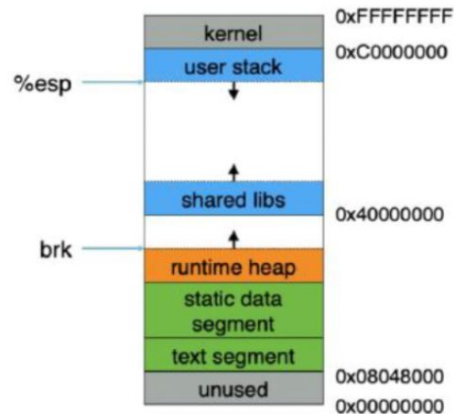 0xFFFFFFFF
kernel
0xC0000000
user stack
%esp
shared libs
0x40000000
brk
runtime heap
static data
segment
text segment
0x08048000
unused
0x00000000